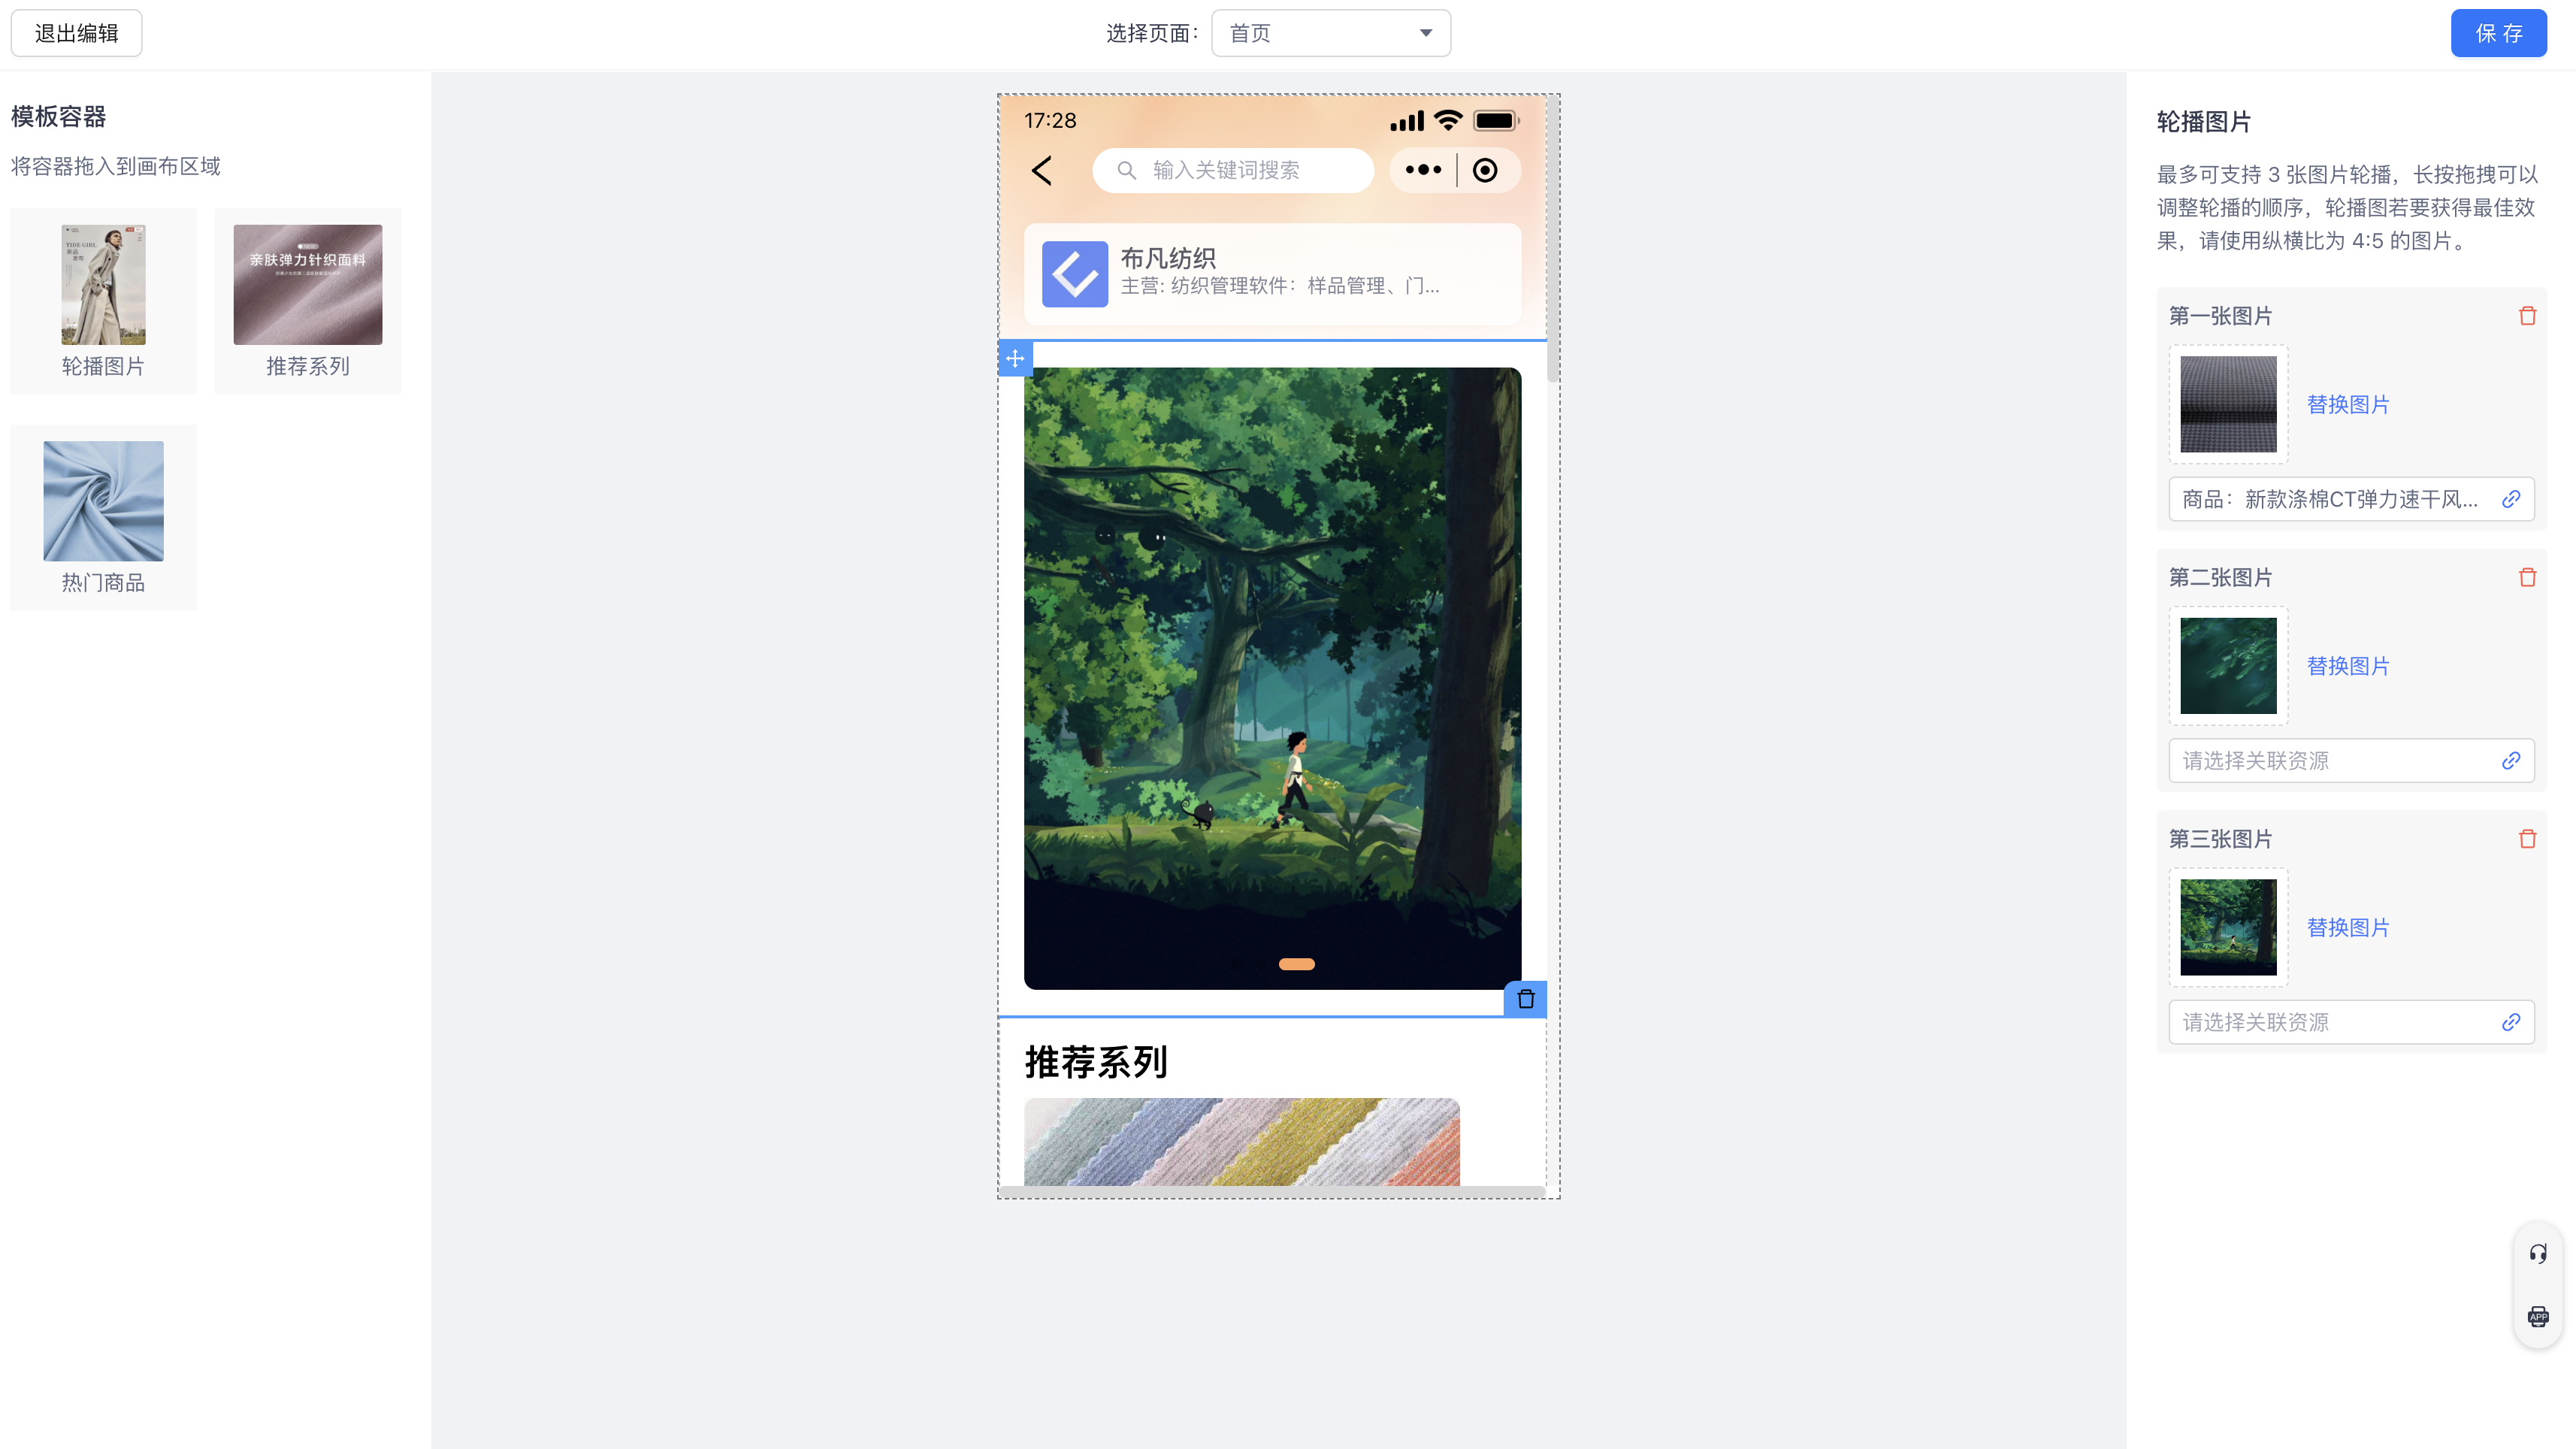 退出编辑
选择页面：
首页
保 存
模板容器
将容器拖入到画布区域
TIDE GIRL
新品
发布
轮播图片
亲肤弹力针织面料
推荐系列
热门商品
17:28
输入关键词搜索
布凡纺织
主营: 纺织管理软件：样品管理、门...
推荐系列
轮播图片
最多可支持 3 张图片轮播，长按拖拽可以
调整轮播的顺序，轮播图若要获得最佳效
果，请使用纵横比为 4:5 的图片。
第一张图片
替换图片
商品：新款涤棉CT弹力速干风...
第二张图片
替换图片
请选择关联资源
第三张图片
替换图片
请选择关联资源
APP